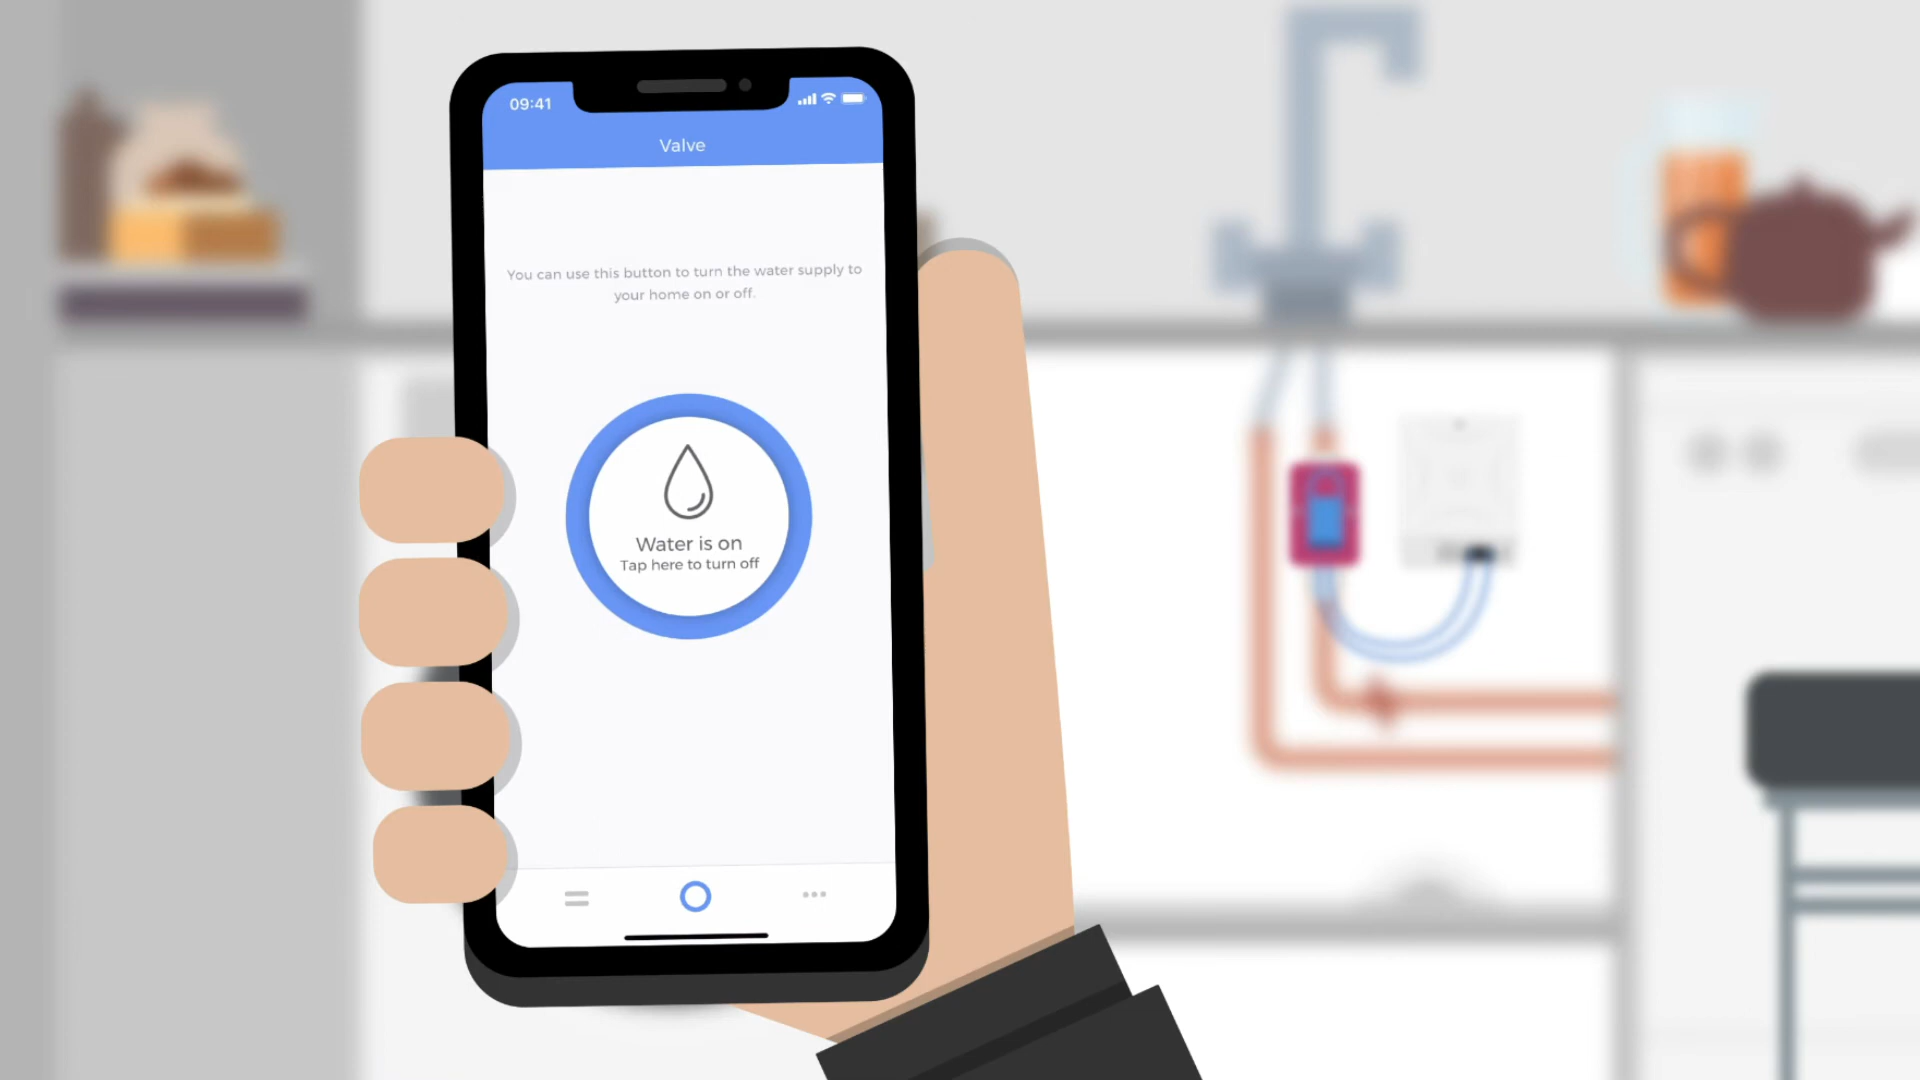 09:41
Valve
You can use this button to turn the water supply to
your home on or off.
Water is on
Tap here to turn off